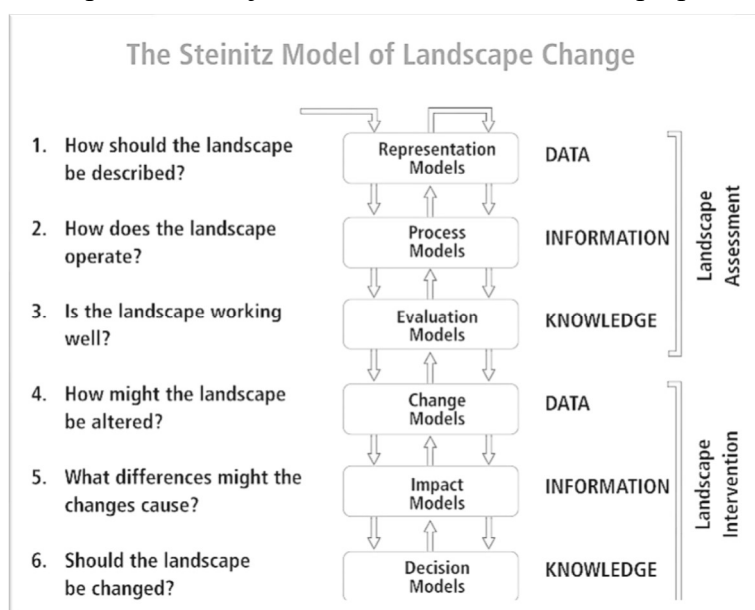 The Steinitz Model of Landscape Change
1. How should the landscape
be described?
Representation
Models
DATA
2. How does the landscape
operate?
Process
Models
INFORMATION
3. Is the landscape working
well?
Evaluation
Models
KNOWLEDGE
Landscape
Assessment
4. How might the landscape
be altered?
Change
Models
DATA
5. What differences might the
changes cause?
Impact
Models
INFORMATION
6. Should the landscape
be changed?
Decision
Models
KNOWLEDGE
Landscape
Intervention